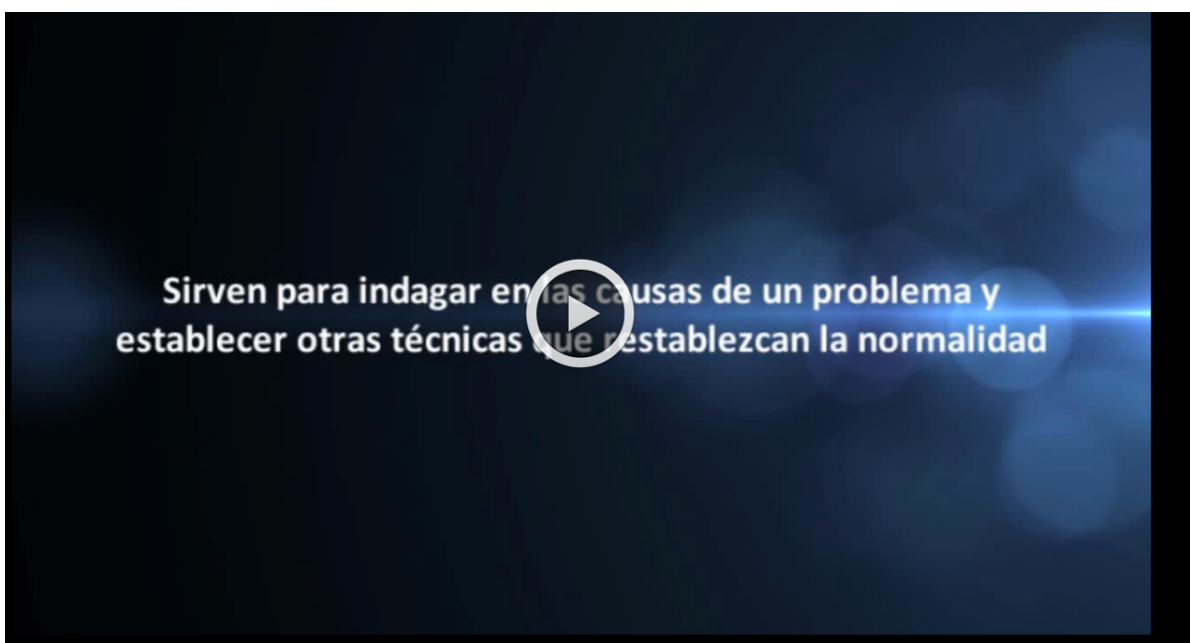 Sirven para indagar en las causas de un problema y
establecer otras técnicas que restablezcan la normalidad